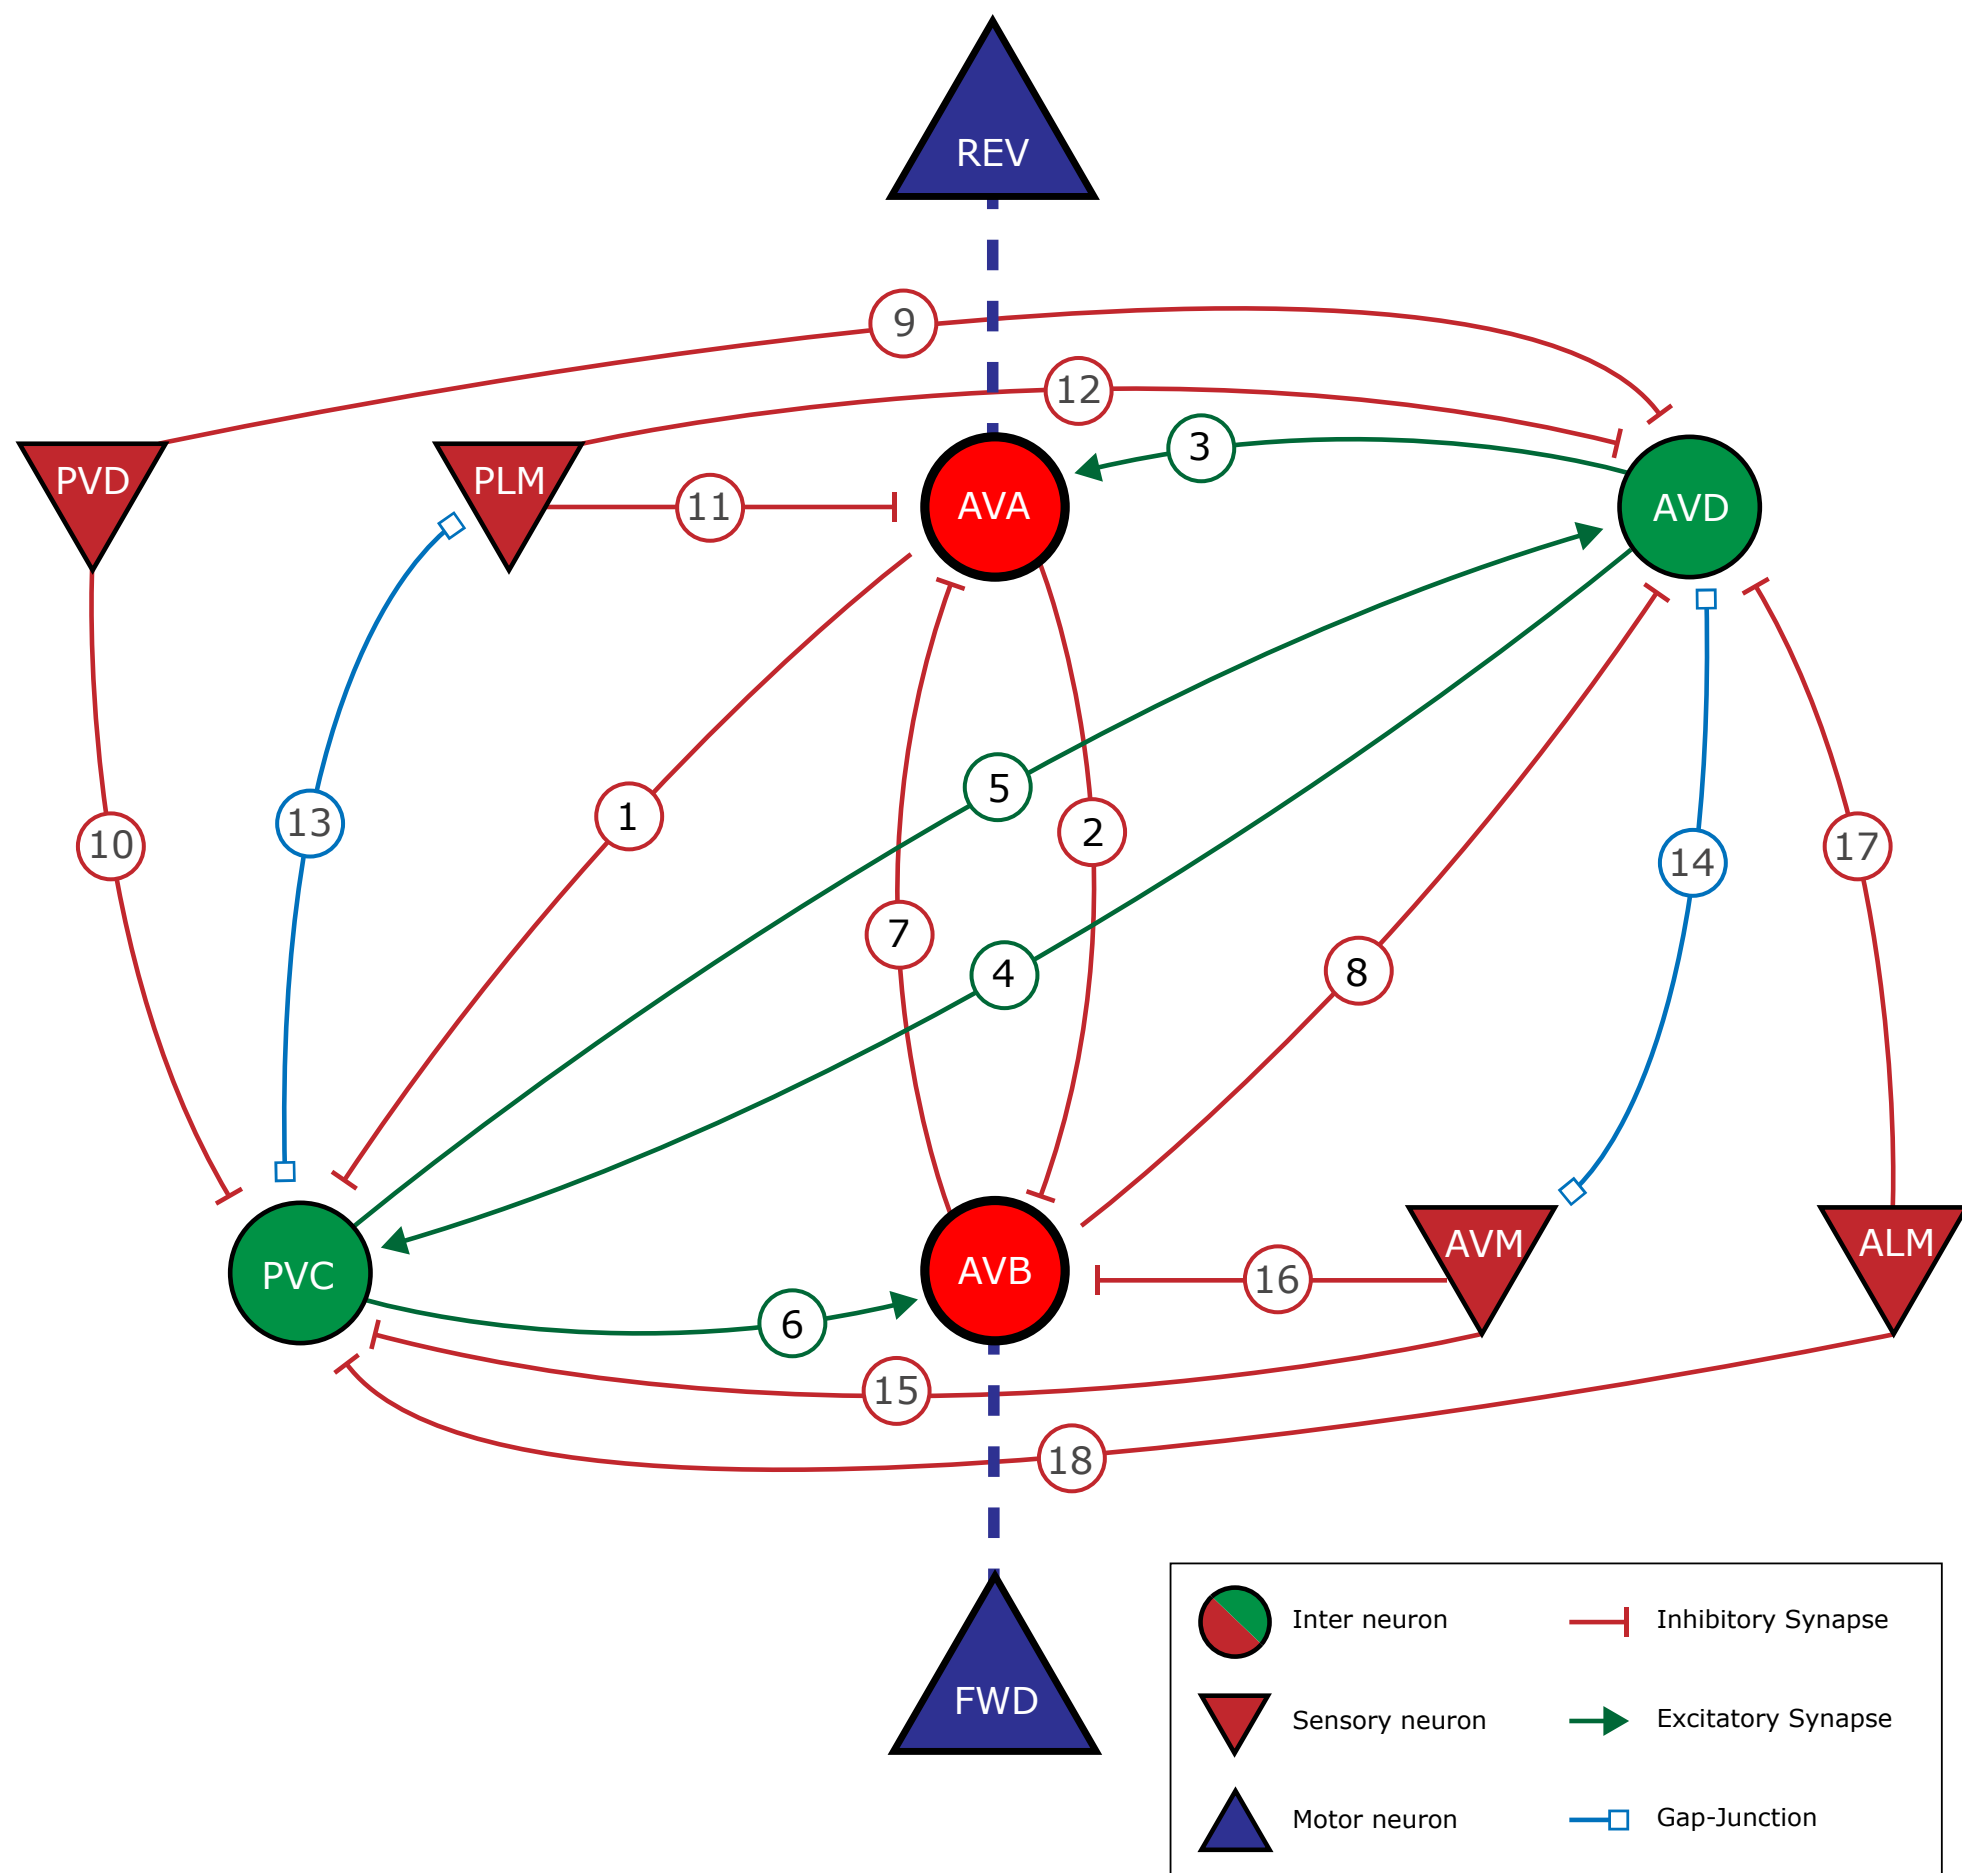 REV
9
12
3
PVD
PLM
11
AVA
AVD
5
1
2
10
13
14
17
7
4
8
PVC
AVB
16
AVM
ALM
6
15
18
FWD
Inter neuron
Inhibitory Synapse
Sensory neuron
Excitatory Synapse
Motor neuron
Gap-Junction